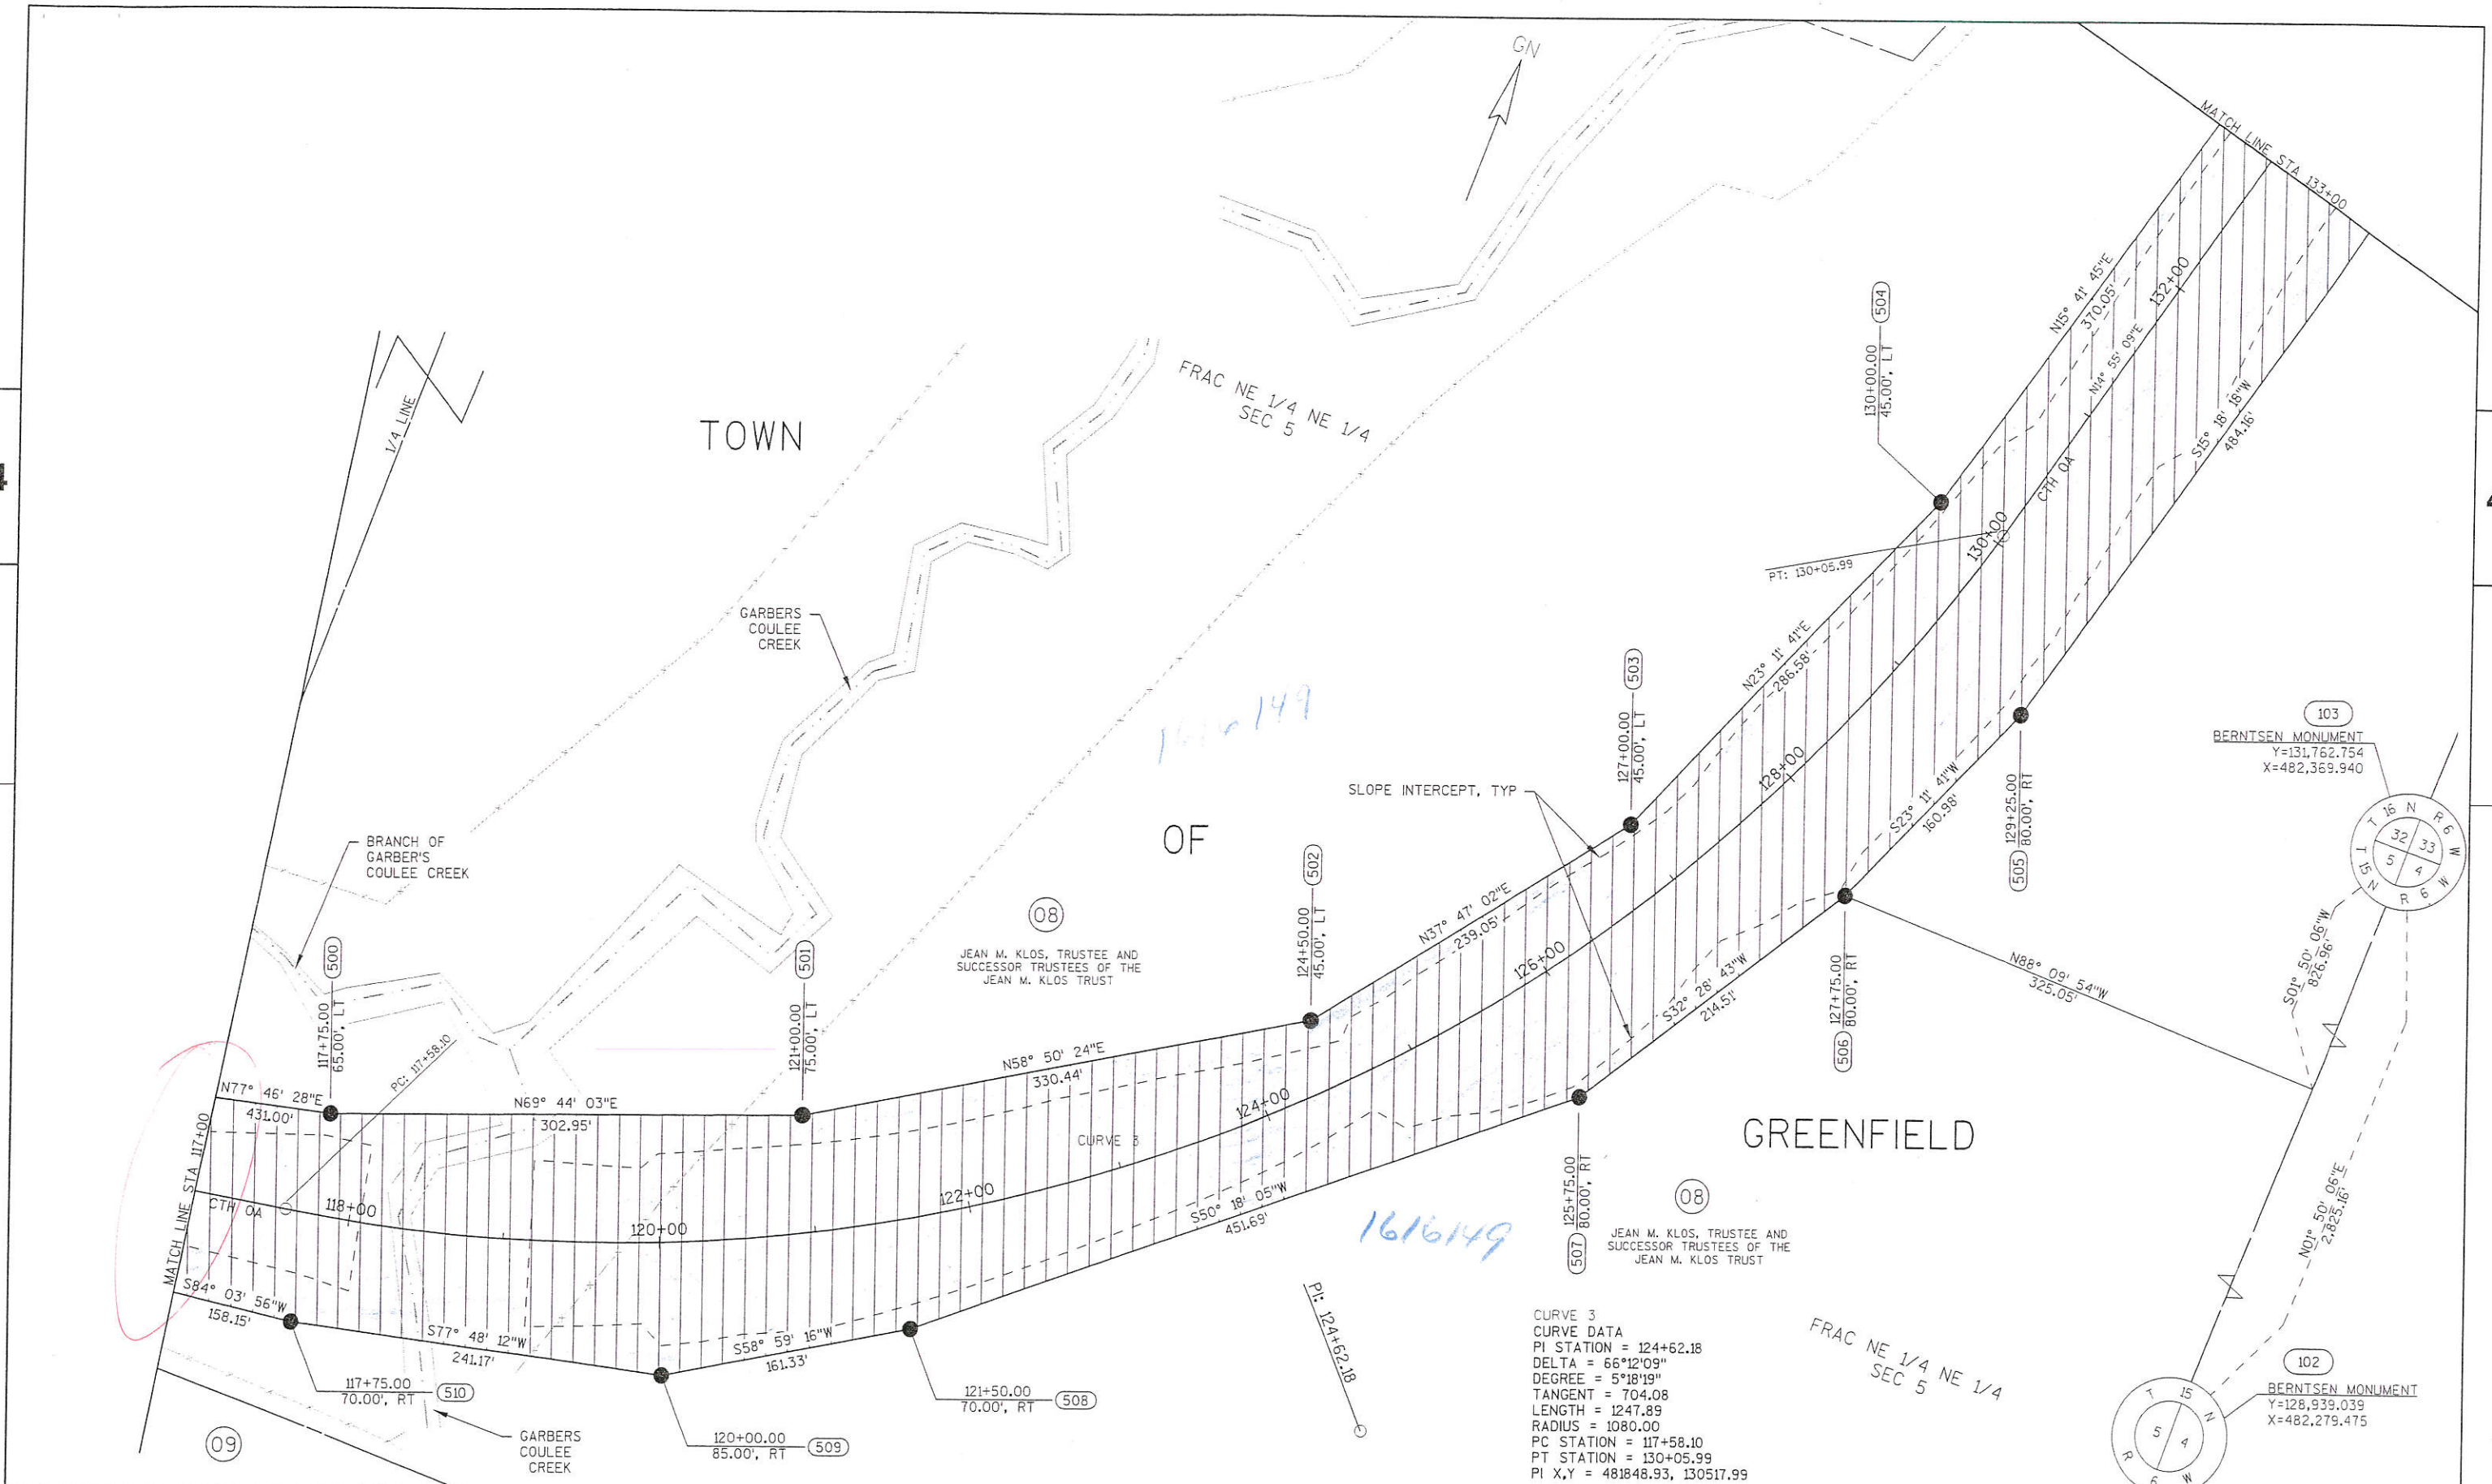 GN
MATCH LINE STA 133+00
1/4 LINE
TOWN
FRAC NE 1/4 NE 1/4
SEC 5
504
130+00.00
45.00', LT
N15° 41' 45"E
370.05'
132+00
N14° 55' 09"E
CTH OA
S15° 18' 18"W
484.16'
130+00
PT: 130+05.99
GARBERS
COULEE
CREEK
503
127+00.00
45.00', LT
N23° 11' 41"E
286.58'
128+00
S23° 11' 41"W
160.98'
129+25.00
80.00', RT
505
103
BERNTSEN MONUMENT
Y=131,762.754
X=482,369.940
T 16 N R 6 W
32 33
5 4
T 15 N R 6 W
SLOPE INTERCEPT, TYP
BRANCH OF
GARBER'S
COULEE CREEK
OF
08
JEAN M. KLOS, TRUSTEE AND
SUCCESSOR TRUSTEES OF THE
JEAN M. KLOS TRUST
502
124+50.00
45.00', LT
N37° 47' 02"E
239.05'
126+00
S32° 28' 43"W
214.51'
127+75.00
80.00', RT
506
N88° 09' 54"W
325.05'
S01° 50' 06"W
826.96'
500
117+75.00
65.00', LT
PC: 117+58.10
501
121+00.00
75.00', LT
N77° 46' 28"E
431.00'
N69° 44' 03"E
302.95'
N58° 50' 24"E
330.44'
124+00
CURVE 3
122+00
120+00
118+00
CTH OA
MATCH LINE STA 117+00
S84° 03' 56"W
158.15'
S77° 48' 12"W
241.17'
S58° 59' 16"W
161.33'
S50° 18' 05"W
451.69'
1616149
125+75.00
80.00', RT
507
GREENFIELD
08
JEAN M. KLOS, TRUSTEE AND
SUCCESSOR TRUSTEES OF THE
JEAN M. KLOS TRUST
N01° 50' 06"E
2,825.16'
117+75.00
70.00', RT
510
120+00.00
85.00', RT
509
121+50.00
70.00', RT
508
PI: 124+62.18
09
GARBERS
COULEE
CREEK
CURVE 3
CURVE DATA
PI STATION = 124+62.18
DELTA = 66°12'09"
DEGREE = 5°18'19"
TANGENT = 704.08
LENGTH = 1247.89
RADIUS = 1080.00
PC STATION = 117+58.10
PT STATION = 130+05.99
PI X,Y = 481848.93, 130517.99
FRAC NE 1/4 NE 1/4
SEC 5
102
BERNTSEN MONUMENT
Y=128,939.039
X=482,279.475
T 15 N
5 4
R 6 W